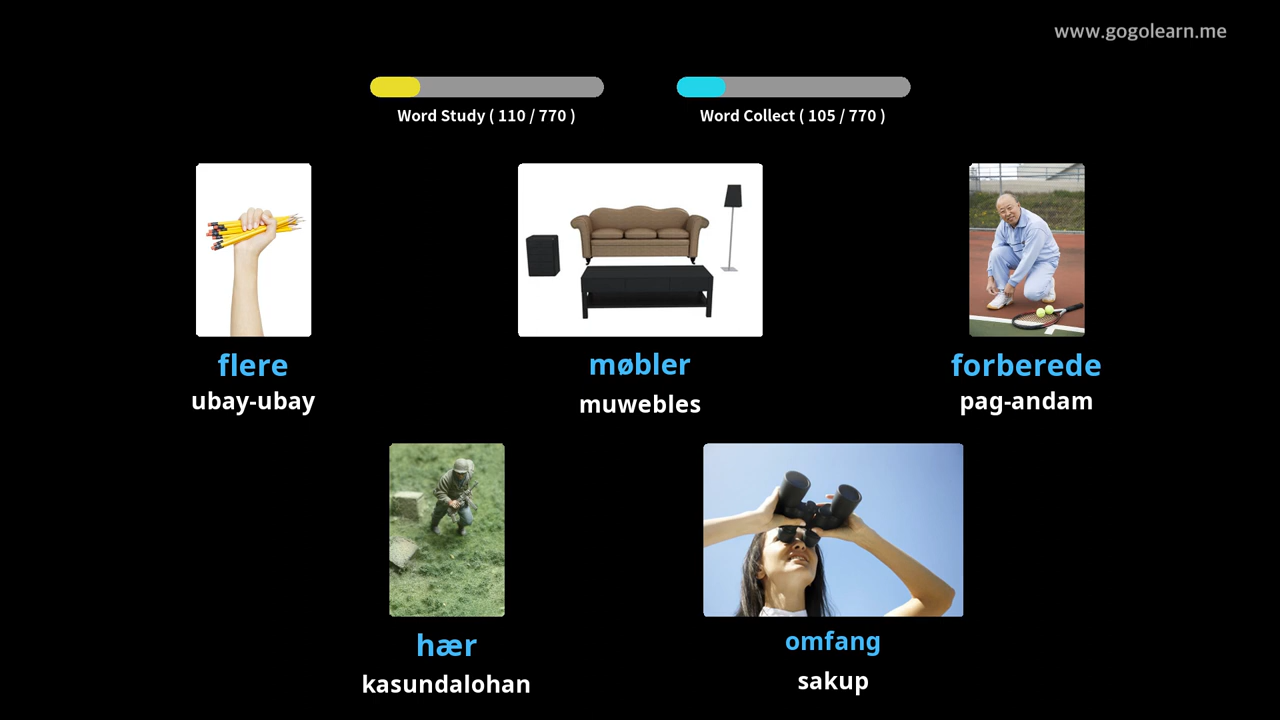 www.gogolearn.me
Word Study ( 110 / 770 )
Word Collect ( 105 / 770 )
flere
ubay-ubay
møbler
muwebles
forberede
pag-andam
hær
kasundalohan
omfang
sakup